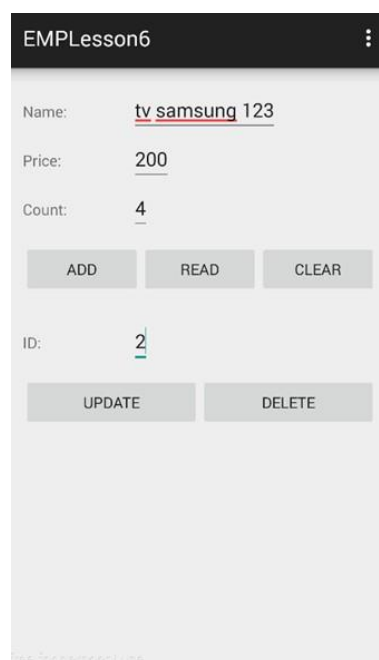 EMPLesson6
Name: tv samsung 123
Price: 200
Count: 4
ADD READ CLEAR
ID: 2
UPDATE DELETE